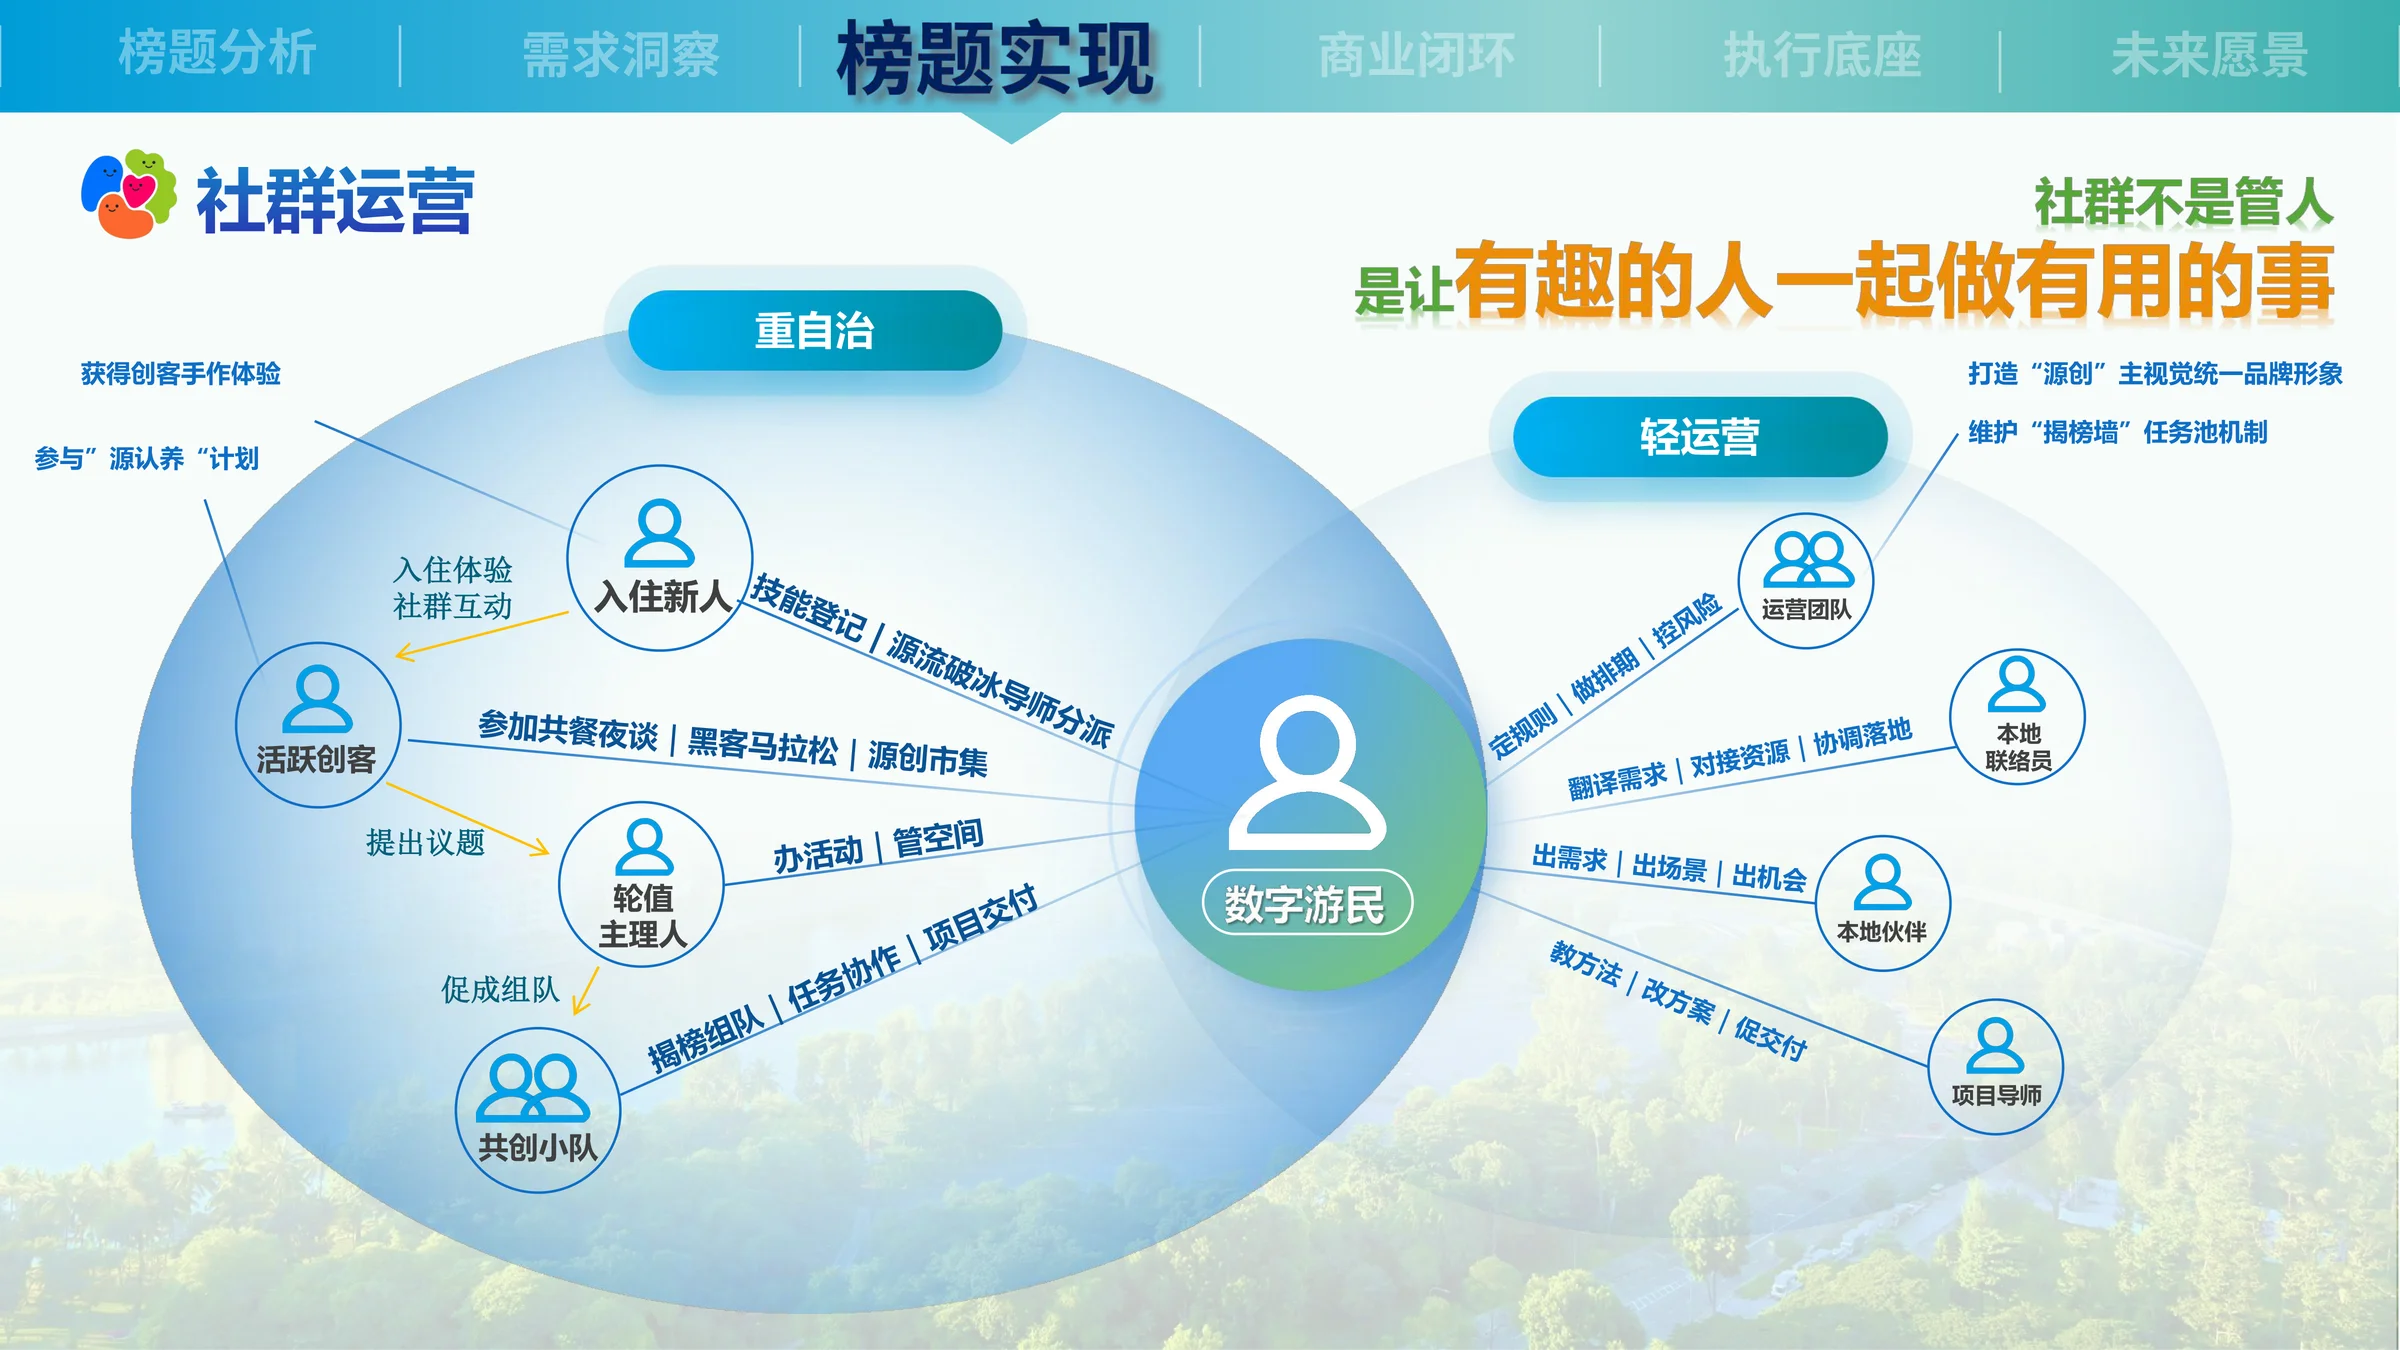 榜题分析
需求洞察
榜题实现
商业闭环
执行底座
未来愿景
社群运营
社群不是管人
是让有趣的人一起做有用的事
重自治
获得创客手作体验
参与”源认养“计划
入住新人
入住体验
社群互动
技能登记｜源流破冰导师分派
活跃创客
参加共餐夜谈｜黑客马拉松｜源创市集
提出议题
轮值
主理人
办活动｜管空间
促成组队
共创小队
揭榜组队｜任务协作｜项目交付
数字游民
轻运营
打造“源创”主视觉统一品牌形象
维护“揭榜墙”任务池机制
运营团队
定规则｜做排期｜控风险
本地
联络员
翻译需求｜对接资源｜协调落地
本地伙伴
出需求｜出场景｜出机会
项目导师
教方法｜改方案｜促交付